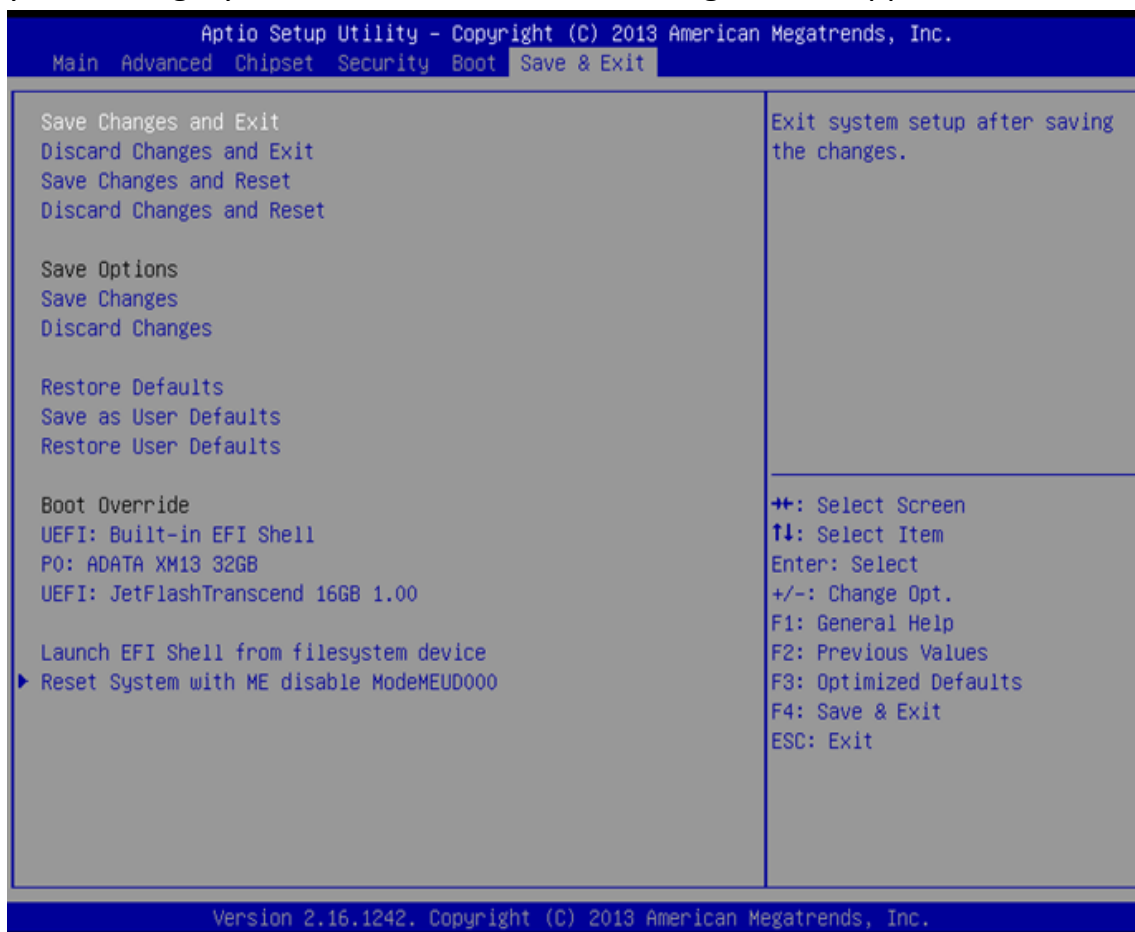 Aptio Setup Utility – Copyright (C) 2013 American Megatrends, Inc.
Main Advanced Chipset Security Boot Save & Exit
Save Changes and Exit
Discard Changes and Exit
Save Changes and Reset
Discard Changes and Reset
Save Options
Save Changes
Discard Changes
Restore Defaults
Save as User Defaults
Restore User Defaults
Boot Override
UEFI: Built-in EFI Shell
P0: ADATA XM13 32GB
UEFI: JetFlashTranscend 16GB 1.00
Launch EFI Shell from filesystem device
Reset System with ME disable ModeMEUD000
Exit system setup after saving
the changes.
→←: Select Screen
↑↓: Select Item
Enter: Select
+/-: Change Opt.
F1: General Help
F2: Previous Values
F3: Optimized Defaults
F4: Save & Exit
ESC: Exit
Version 2.16.1242. Copyright (C) 2013 American Megatrends, Inc.